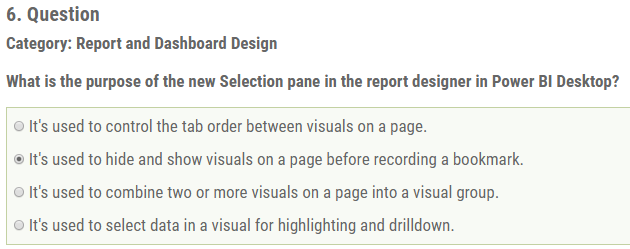 6. Question
Category: Report and Dashboard Design
What is the purpose of the new Selection pane in the report designer in Power BI Desktop?
It's used to control the tab order between visuals on a page.
It's used to hide and show visuals on a page before recording a bookmark.
It's used to combine two or more visuals on a page into a visual group.
It's used to select data in a visual for highlighting and drilldown.